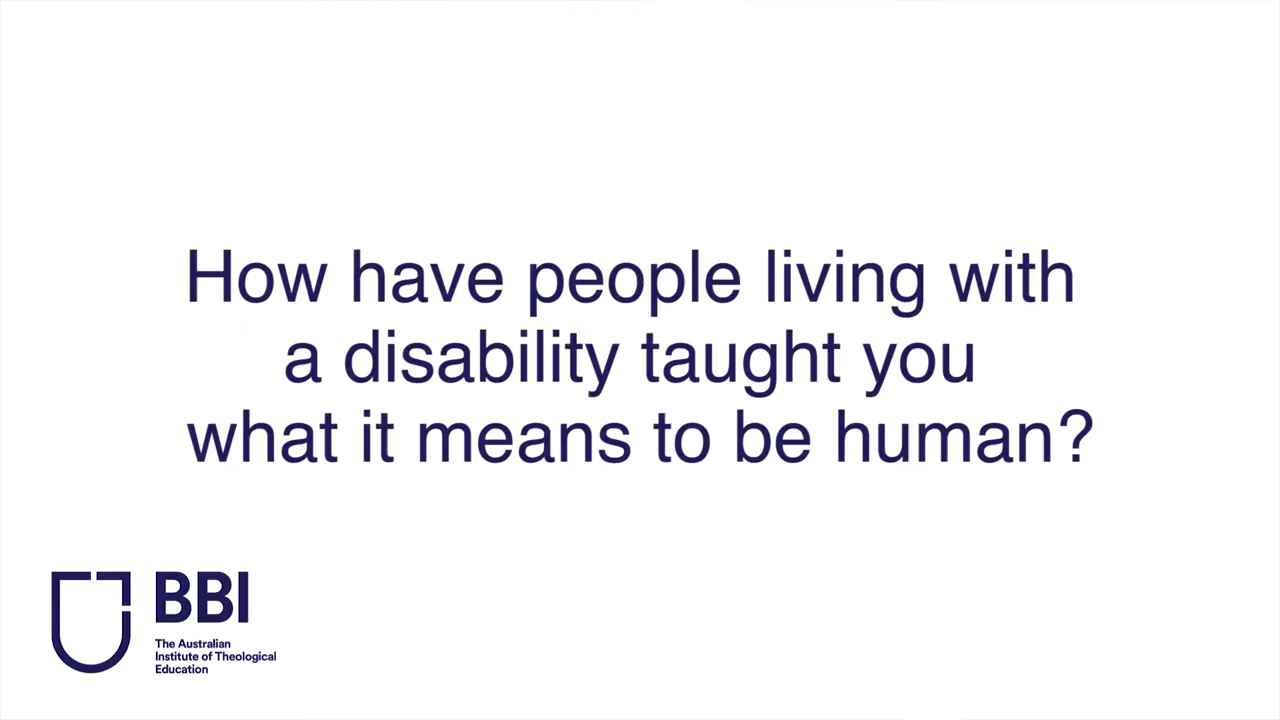 How have people living with
a disability taught you
what it means to be human?
BBI
The Australian
Institute of Theological
Education